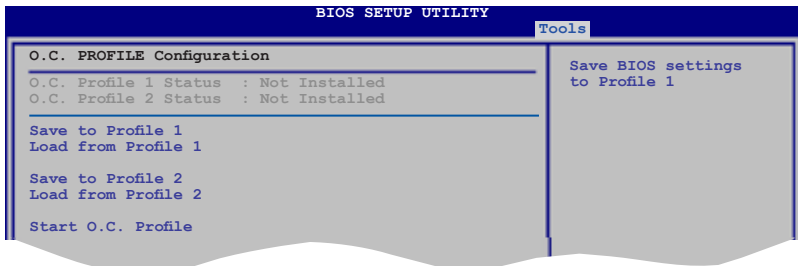 BIOS SETUP UTILITY
Tools
O.C. PROFILE Configuration
O.C. Profile 1 Status : Not Installed
O.C. Profile 2 Status : Not Installed
Save to Profile 1
Load from Profile 1
Save to Profile 2
Load from Profile 2
Start O.C. Profile
Save BIOS settings
to Profile 1